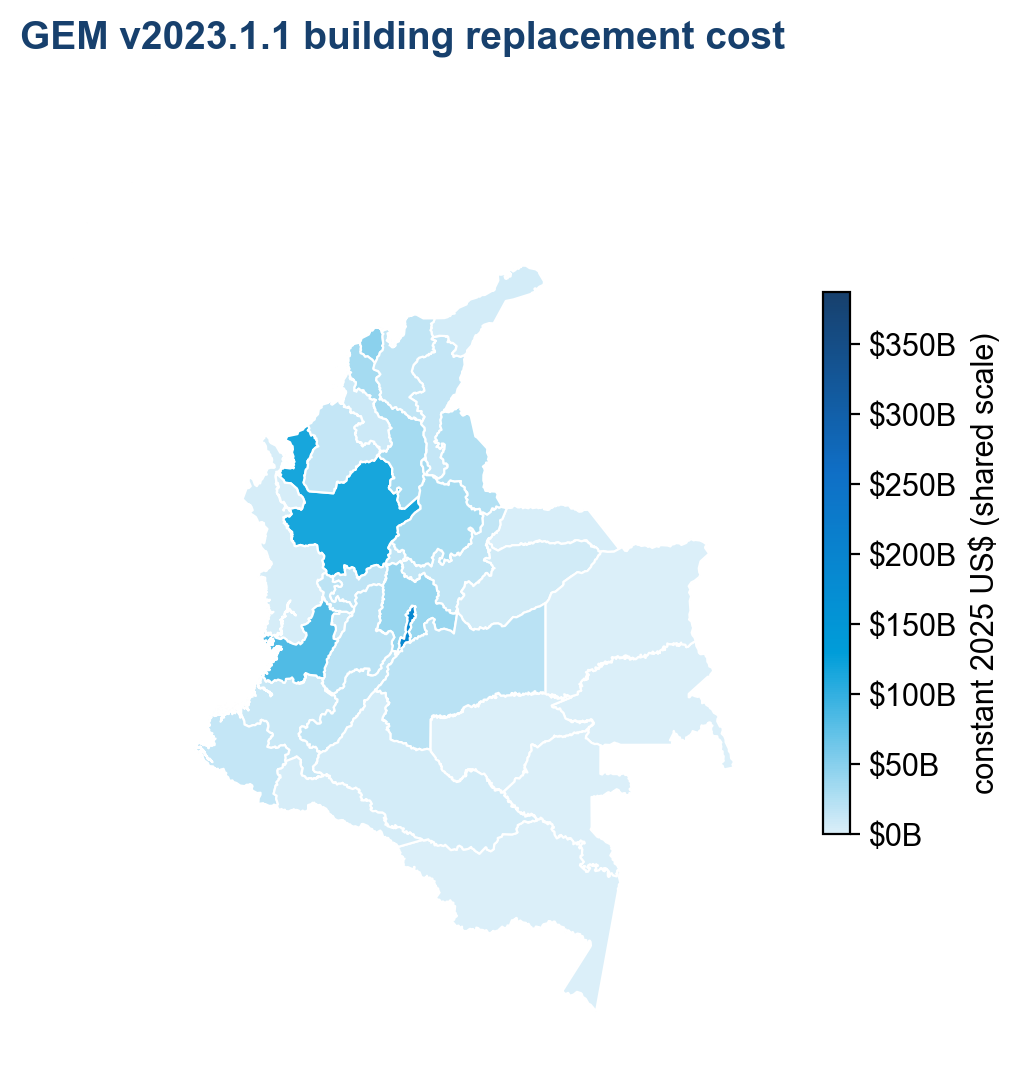 GEM v2023.1.1 building replacement cost
$350B
$300B
$250B
$200B
$150B
$100B
$50B
$0B
constant 2025 US$ (shared scale)